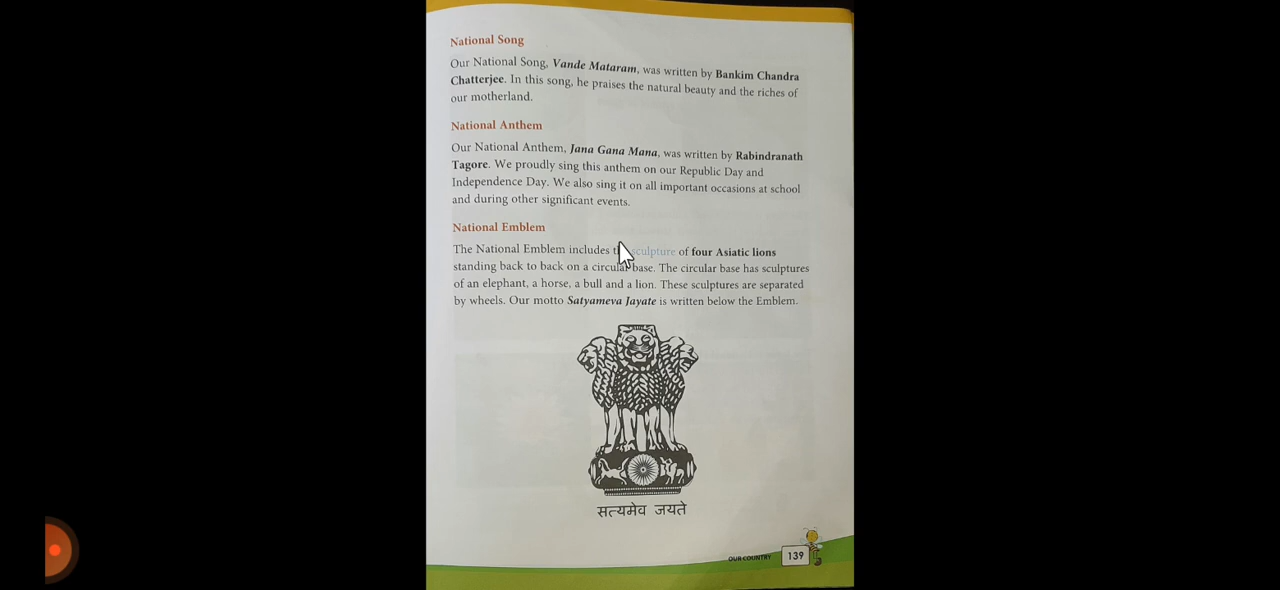 National Song
Our National Song, Vande Mataram, was written by Bankim Chandra
Chatterjee. In this song, he praises the natural beauty and the riches of
our motherland.
National Anthem
Our National Anthem, Jana Gana Mana, was written by Rabindranath
Tagore. We proudly sing this anthem on our Republic Day and
Independence Day. We also sing it on all important occasions at school
and during other significant events.
National Emblem
The National Emblem includes sculpture of four Asiatic lions
standing back to back on a circular base. The circular base has sculptures
of an elephant, a horse, a bull and a lion. These sculptures are separated
by wheels. Our motto Satyameva Jayate is written below the Emblem.
सत्यमेव जयते
OUR COUNTRY 139